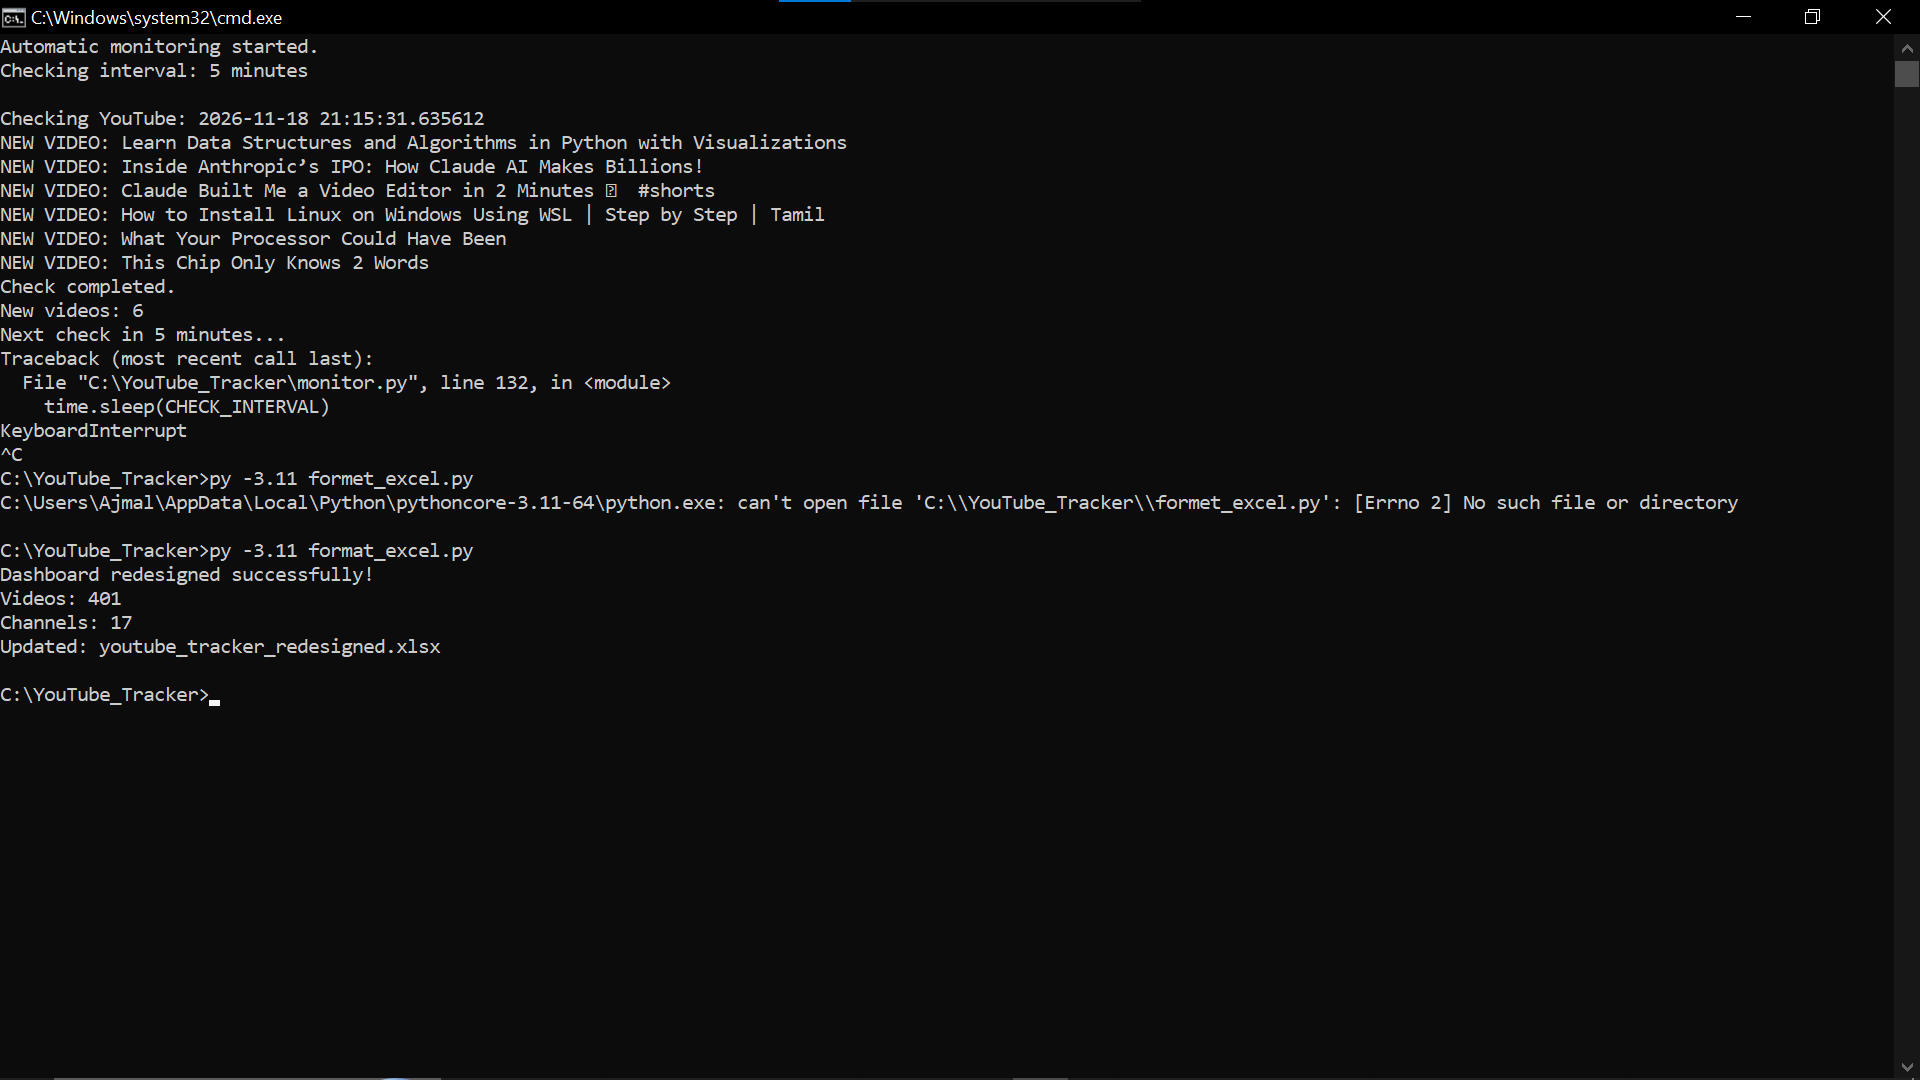 C:\Windows\system32\cmd.exe
Automatic monitoring started.
Checking interval: 5 minutes
Checking YouTube: 2026-11-18 21:15:31.635612
NEW VIDEO: Learn Data Structures and Algorithms in Python with Visualizations
NEW VIDEO: Inside Anthropic’s IPO: How Claude AI Makes Billions!
NEW VIDEO: Claude Built Me a Video Editor in 2 Minutes �  #shorts
NEW VIDEO: How to Install Linux on Windows Using WSL | Step by Step | Tamil
NEW VIDEO: What Your Processor Could Have Been
NEW VIDEO: This Chip Only Knows 2 Words
Check completed.
New videos: 6
Next check in 5 minutes...
Traceback (most recent call last):
  File "C:\YouTube_Tracker\monitor.py", line 132, in <module>
    time.sleep(CHECK_INTERVAL)
KeyboardInterrupt
^C
C:\YouTube_Tracker>py -3.11 formet_excel.py
C:\Users\Ajmal\AppData\Local\Python\pythoncore-3.11-64\python.exe: can't open file 'C:\\YouTube_Tracker\\formet_excel.py': [Errno 2] No such file or directory
C:\YouTube_Tracker>py -3.11 format_excel.py
Dashboard redesigned successfully!
Videos: 401
Channels: 17
Updated: youtube_tracker_redesigned.xlsx
C:\YouTube_Tracker>